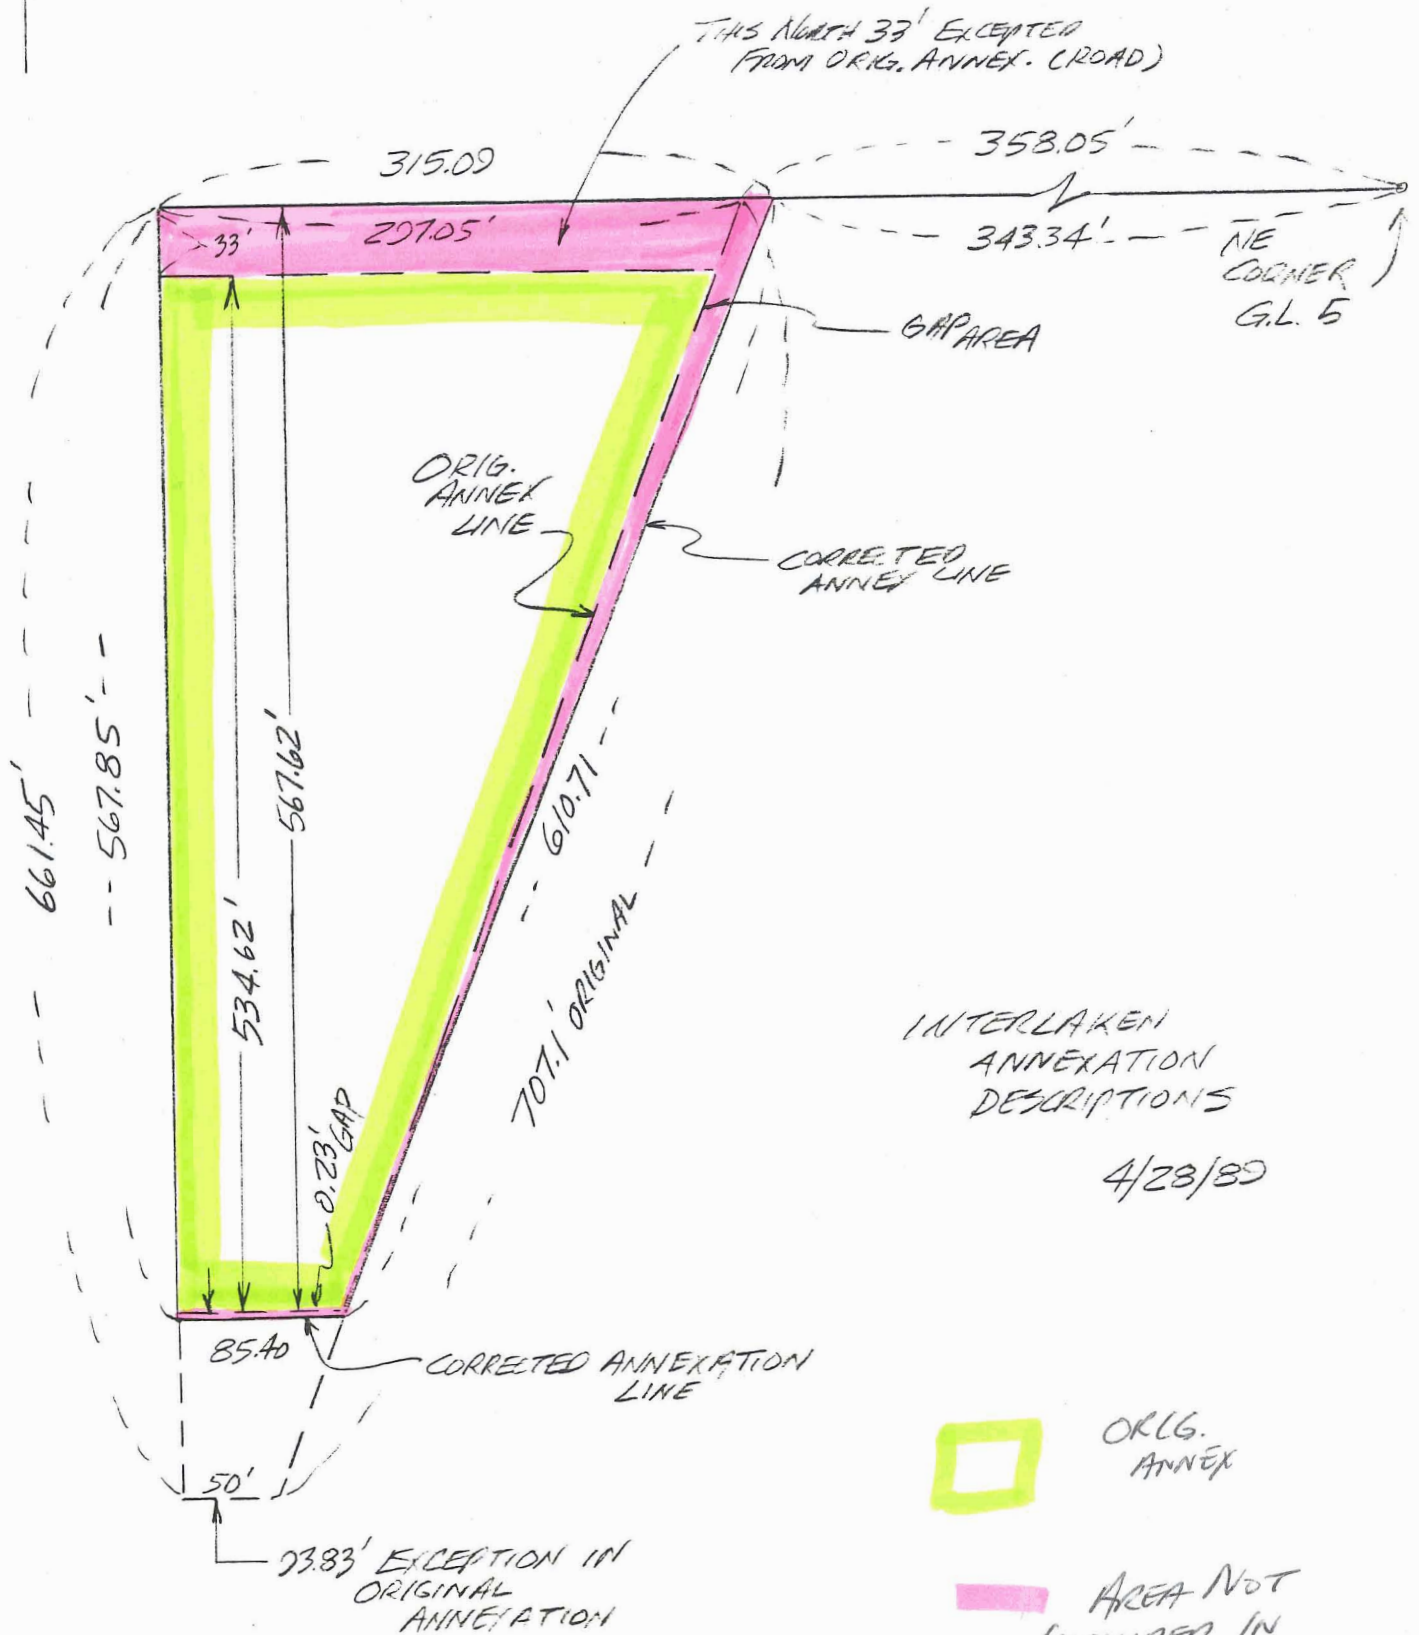 THIS NORTH 33' EXCEPTED
FROM ORIG. ANNEX. (ROAD)
315.09
358.05'
33'
297.05'
343.34'
NE
CORNER
G.L. 5
GAP AREA
ORIG.
ANNEX
LINE
CORRECTED
ANNEX LINE
661.45'
567.85'
534.62'
567.62'
610.71
707.1' ORIGINAL
0.23' GAP
INTERLAKEN
ANNEXATION
DESCRIPTIONS
4/28/89
85.40
CORRECTED ANNEXATION
LINE
50'
93.83' EXCEPTION IN
ORIGINAL
ANNEXATION
ORIG.
ANNEX
AREA NOT
IN